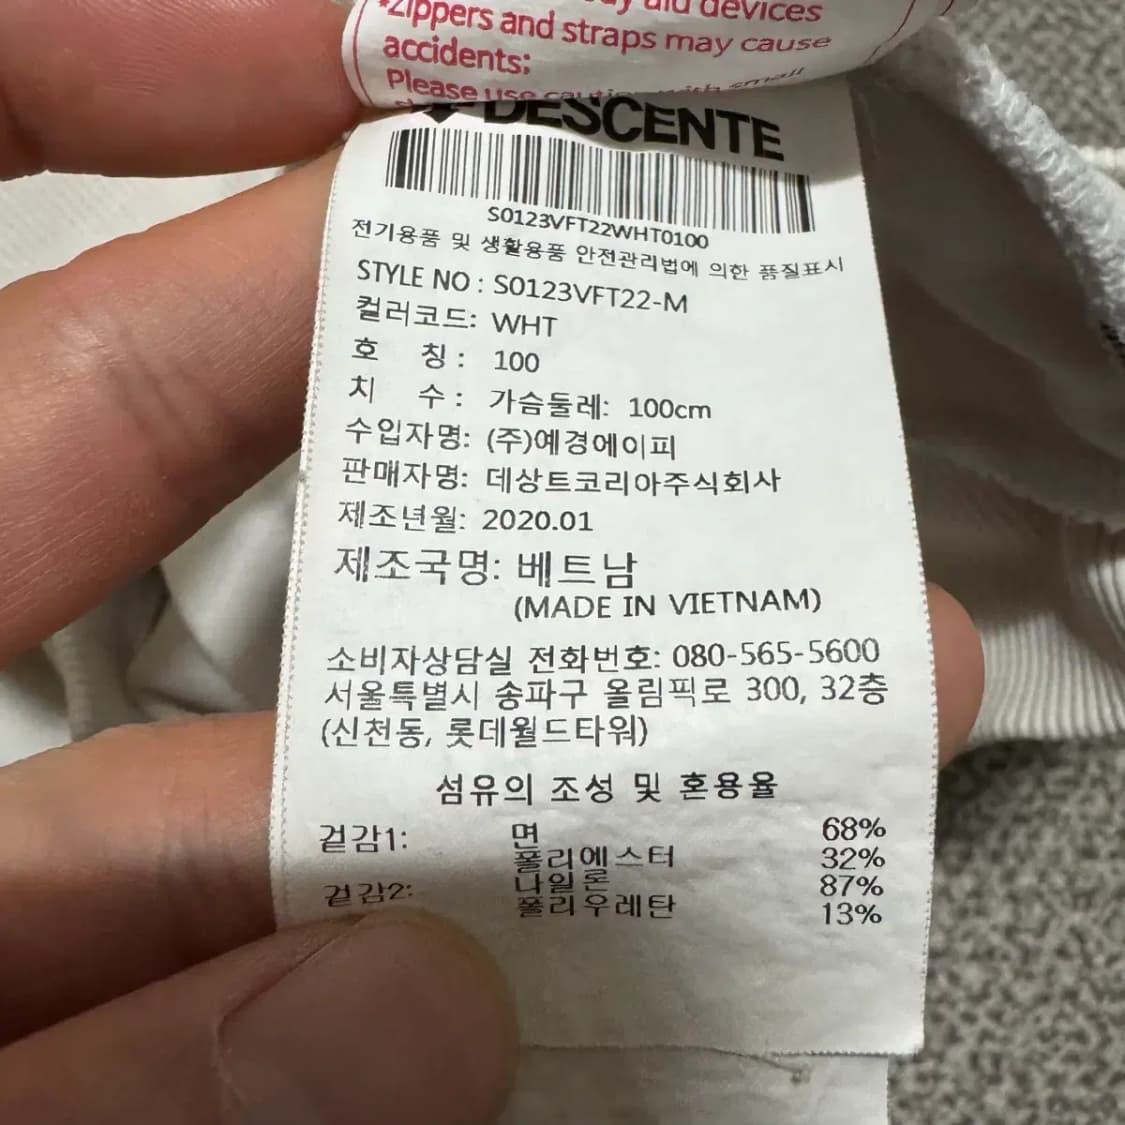 devices
*Zippers and straps may cause
accidents;
Please use caution with small
DESCENTE
S0123VFT22WHT0100
전기용품 및 생활용품 안전관리법에 의한 품질표시
STYLE NO : S0123VFT22-M
컬러코드: WHT
호 칭 : 100
치 수 : 가슴둘레: 100cm
수입자명: (주)예경에이피
판매자명: 데상트코리아주식회사
제조년월: 2020.01
제조국명: 베트남
(MADE IN VIETNAM)
소비자상담실 전화번호: 080-565-5600
서울특별시 송파구 올림픽로 300, 32층
(신천동, 롯데월드타워)
섬유의 조성 및 혼용율
겉감1: 면 68%
폴리에스터 32%
겉감2: 나일론 87%
폴리우레탄 13%